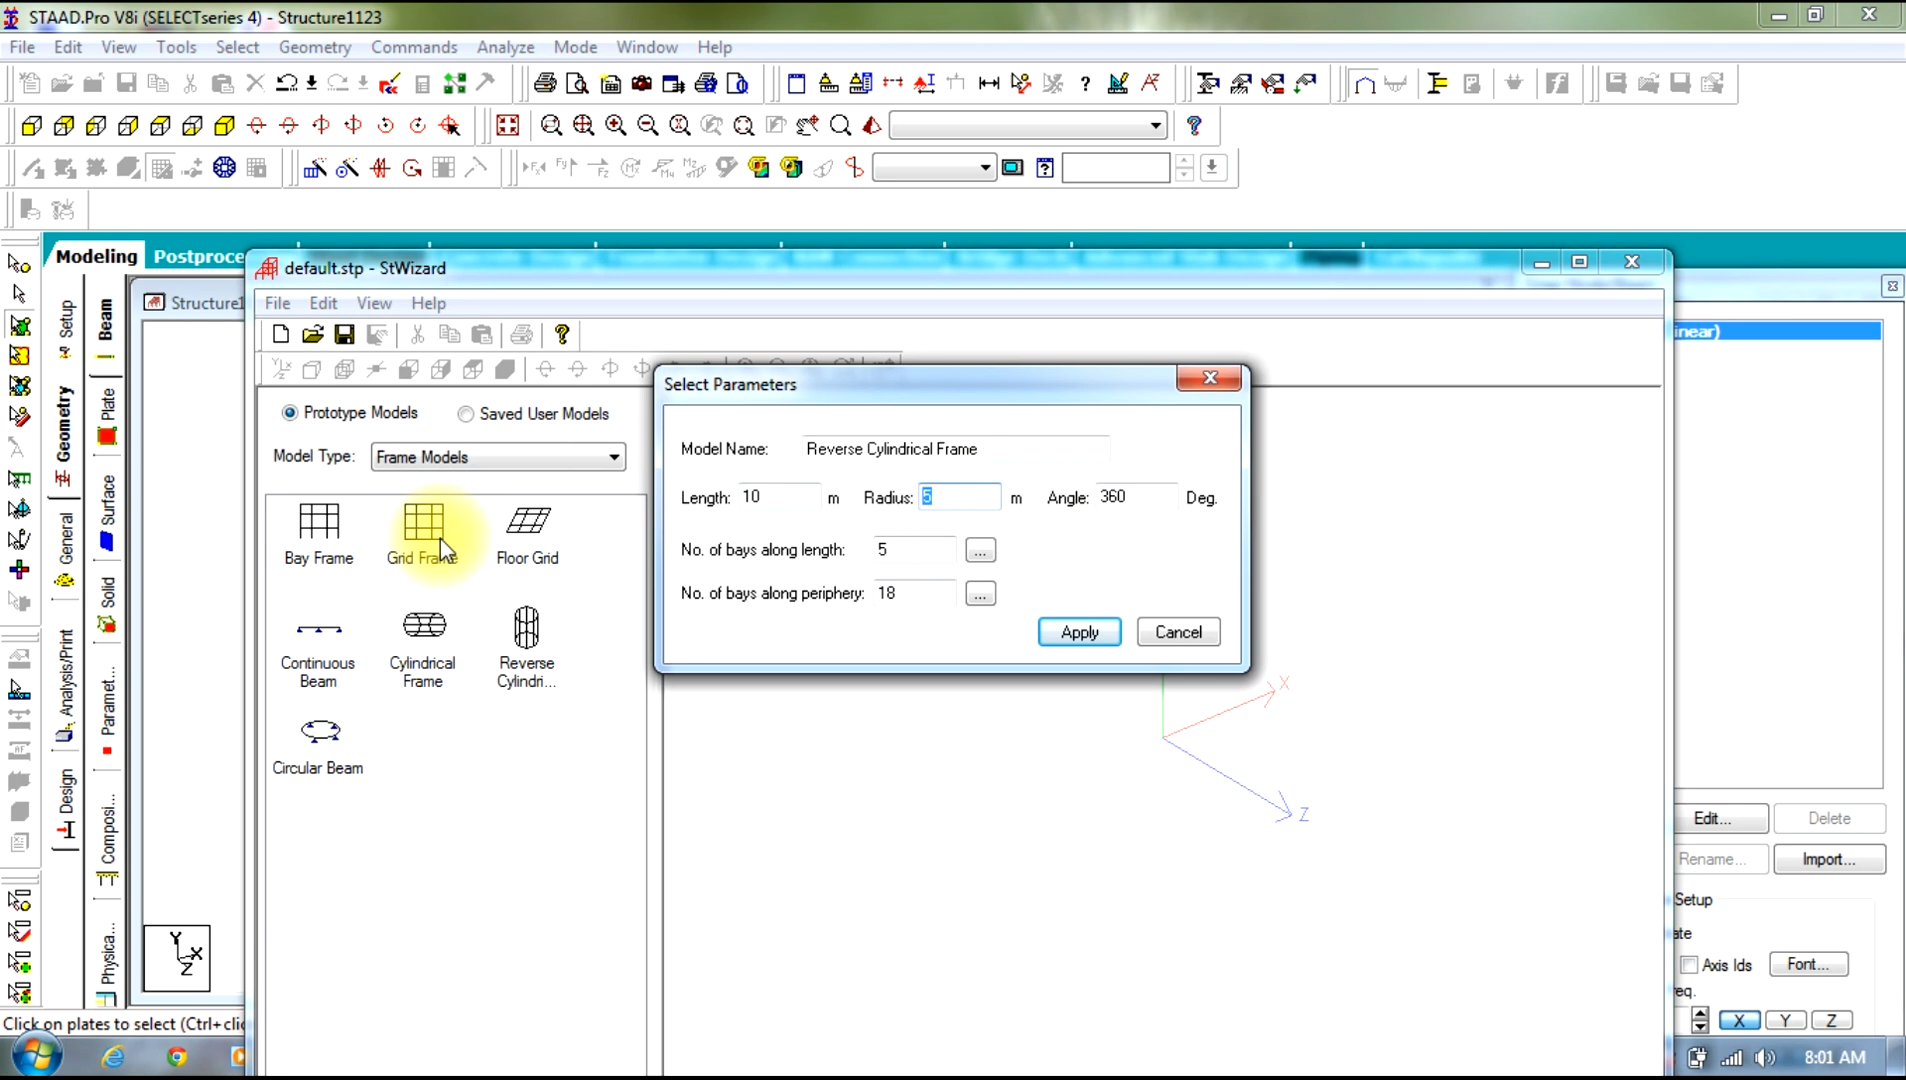 STAAD.Pro V8i (SELECTseries 4) - Structure1123
File Edit View Tools Select Geometry Commands Analyze Mode Window Help
Modeling Postproce
Structure1
default.stp - StWizard
File Edit View Help
Prototype Models Saved User Models
Model Type: Frame Models
Bay Frame Grid Frame Floor Grid
Continuous Beam Cylindrical Frame Reverse Cylindri...
Circular Beam
Select Parameters
Model Name: Reverse Cylindrical Frame
Length: 10 m Radius: 5 m Angle: 360 Deg.
No. of bays along length: 5 ...
No. of bays along periphery: 18 ...
Apply Cancel
X
Z
Setup
Geometry
General
Analysis/Print
Design
Beam
Plate
Surface
Solid
Paramet...
Composi...
Physica...
Y
X
Z
inear)
Edit... Delete
Rename... Import...
Setup
ate
Axis Ids Font...
req.
X Y Z
Click on plates to select (Ctrl+clic
8:01 AM